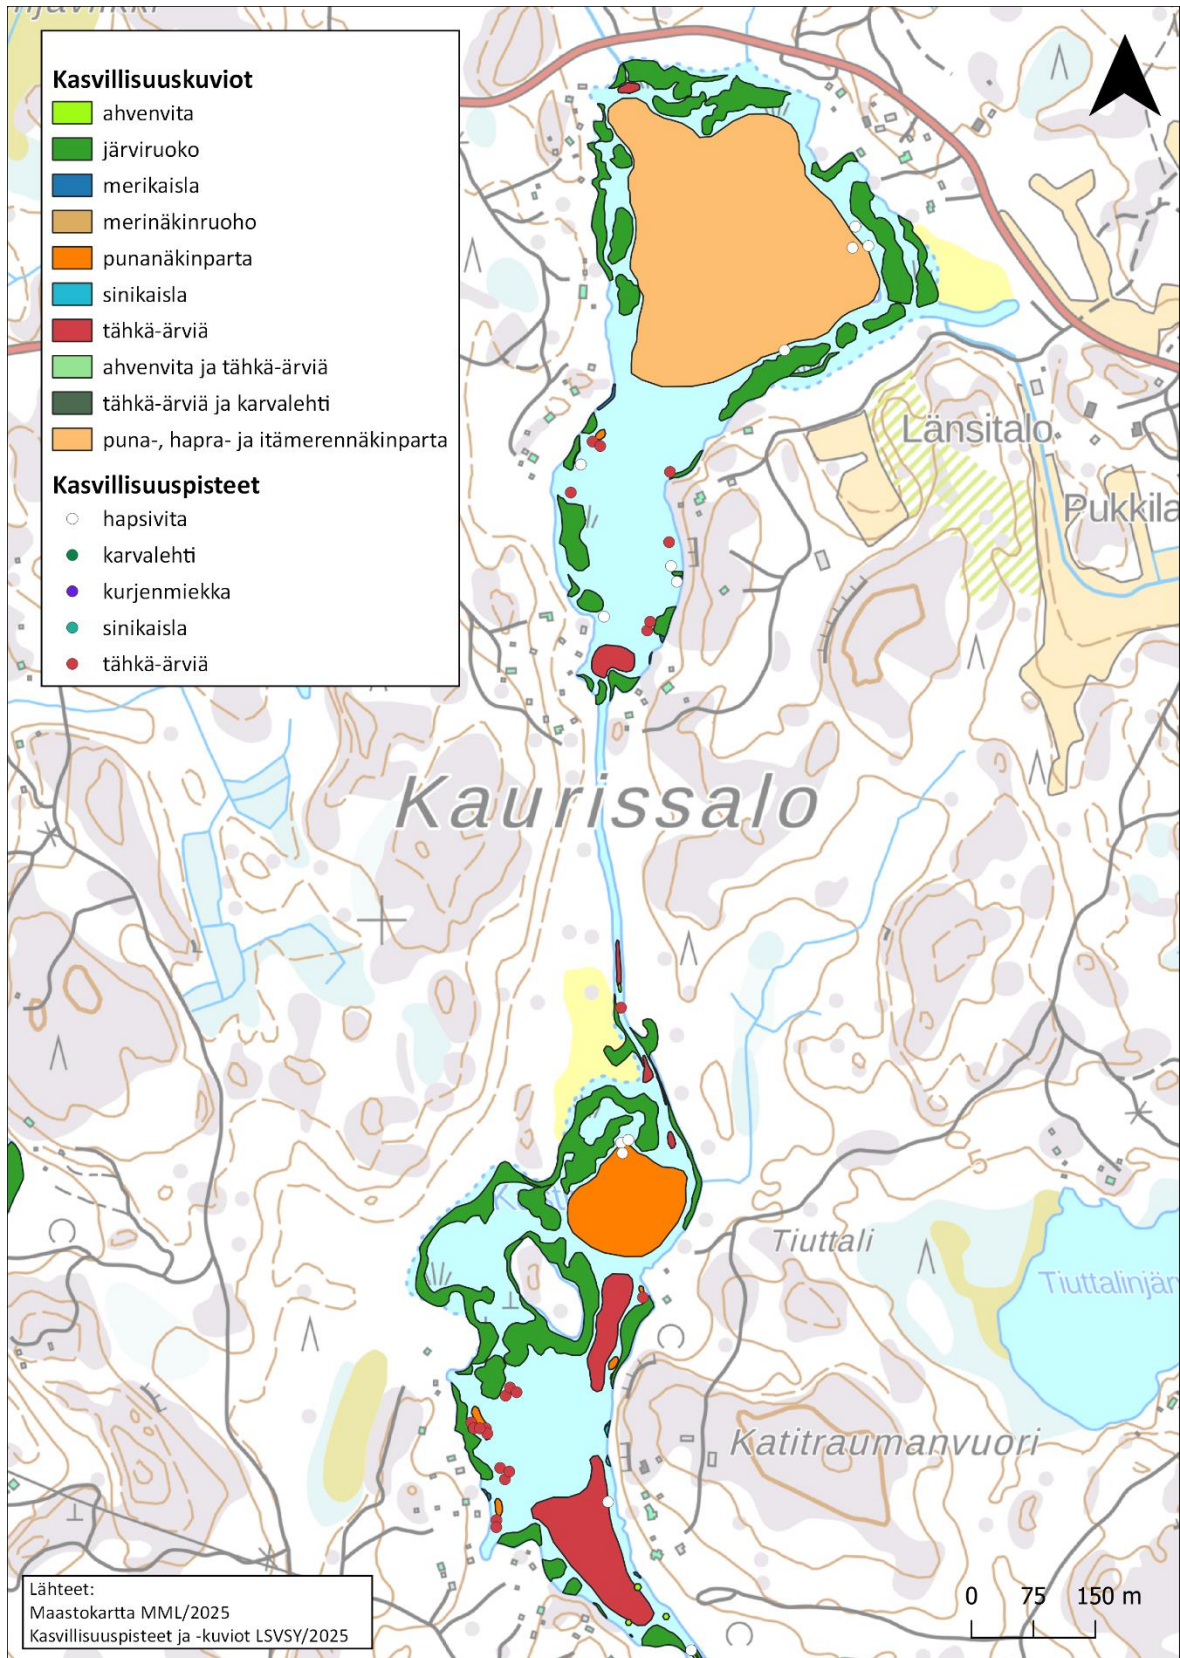 Kasvillisuuskuviot
ahvenvita
järviruoko
merikaisla
merinäkinruoho
punanäkinparta
sinikaisla
tähkä-ärviä
ahvenvita ja tähkä-ärviä
tähkä-ärviä ja karvalehti
puna-, hapra- ja itämerennäkinparta
Kasvillisuuspisteet
hapsivita
karvalehti
kurjenmiekka
sinikaisla
tähkä-ärviä
Länsitalo
Pukkila
Kaurissalo
5
Tiuttali
Tiuttalinjär
Katitraumanvuori
Lähteet:
Maastokartta MML/2025
Kasvillisuuspisteet ja -kuviot LSVSY/2025
0 75 150 m